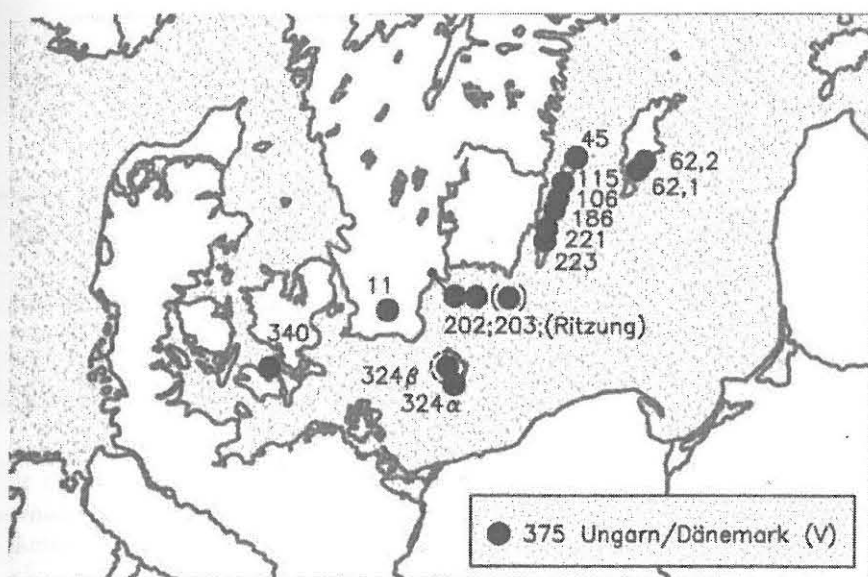 45
62,2
115
62,1
106
186
221
223
11
202;203;(Ritzung)
340
324β
324α
375 Ungarn/Dänemark (V)